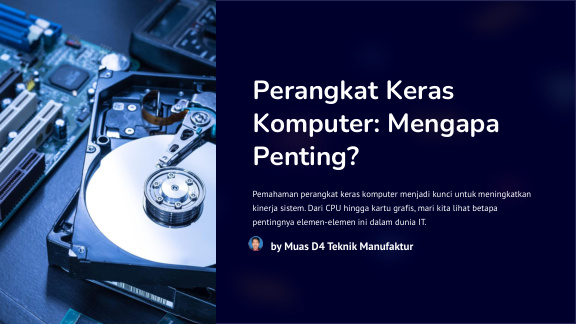 Perangkat Keras
Komputer: Mengapa
Penting?
Pemahaman perangkat keras komputer menjadi kunci untuk meningkatkan
kinerja sistem. Dari CPU hingga kartu grafis, mari kita lihat betapa
pentingnya elemen-elemen ini dalam dunia IT.
by Muas D4 Teknik Manufaktur